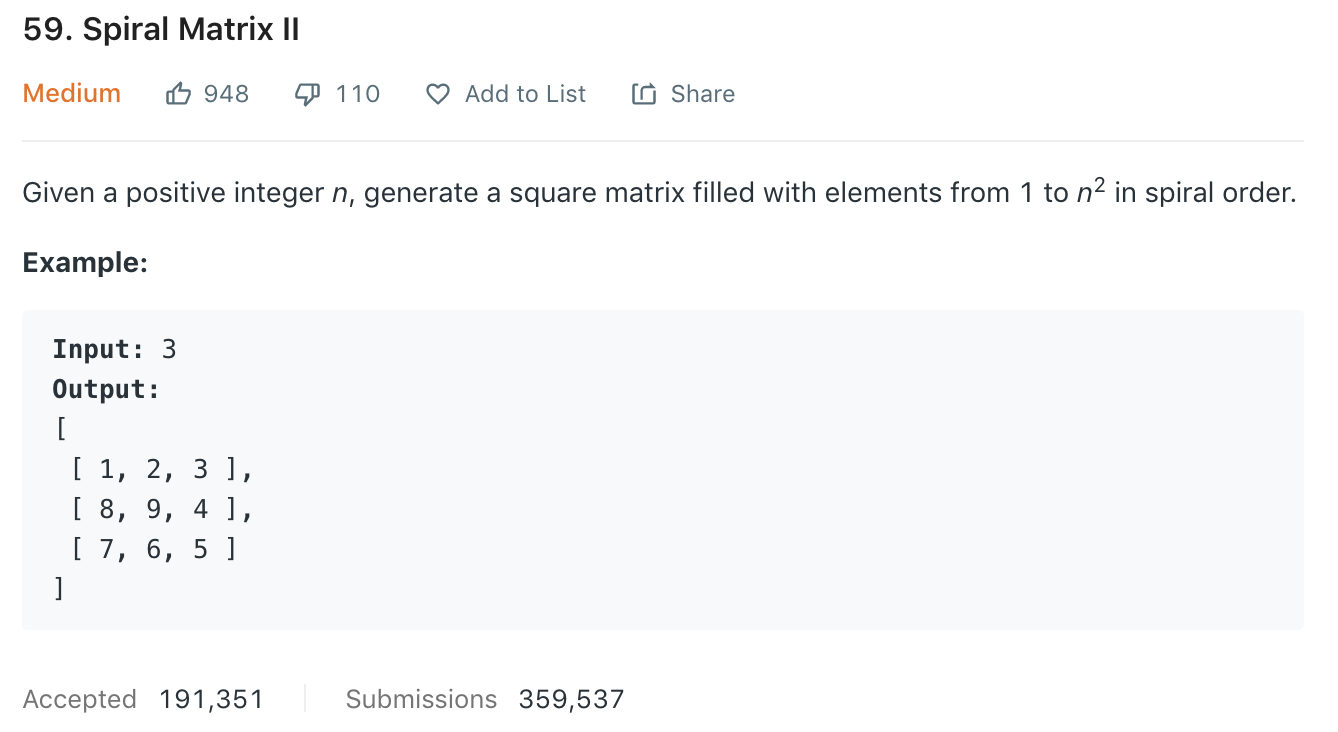 59. Spiral Matrix II
Medium 948 110 Add to List Share
Given a positive integer n, generate a square matrix filled with elements from 1 to n² in spiral order.
Example:
Input: 3
Output:
[
[ 1, 2, 3 ],
[ 8, 9, 4 ],
[ 7, 6, 5 ]
]
Accepted 191,351 Submissions 359,537